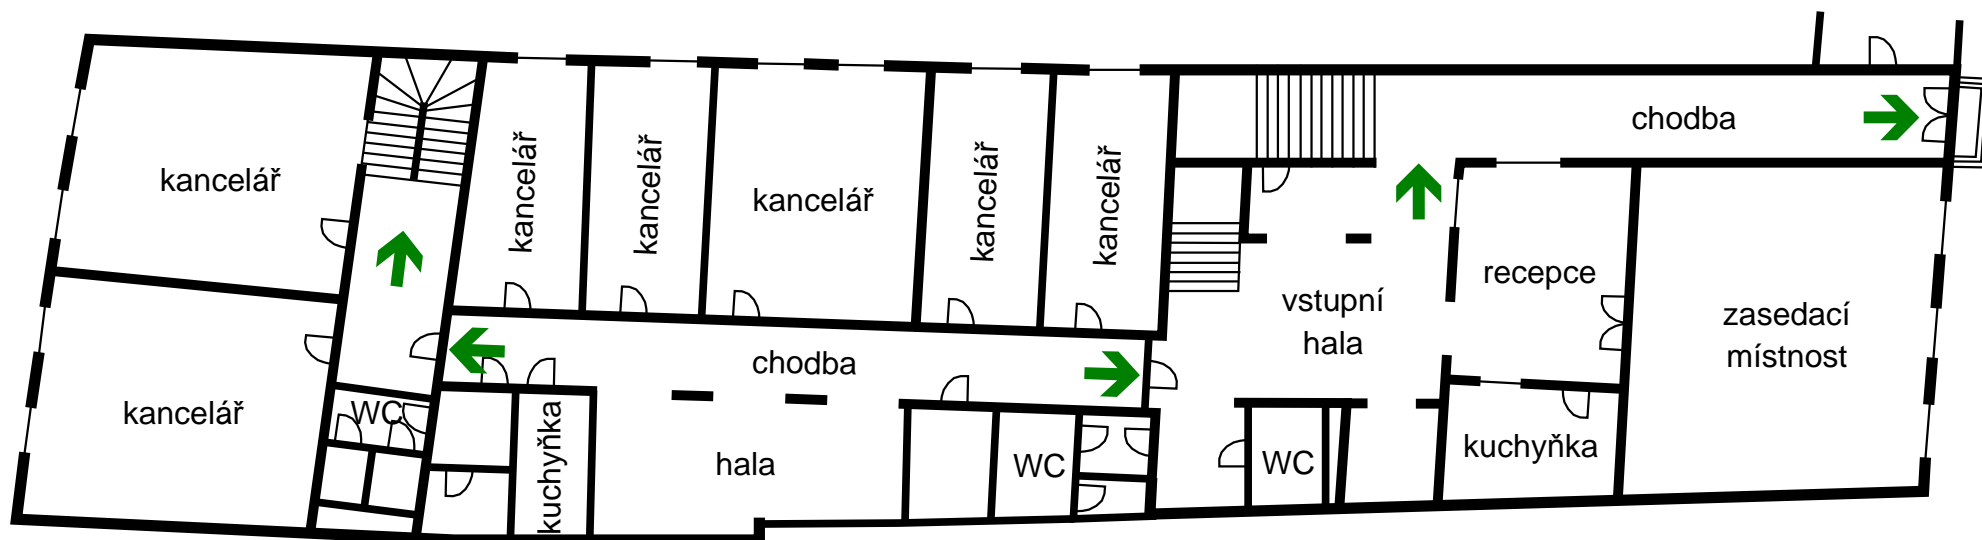 kancelář
kancelář
WC
kancelář
kancelář
kancelář
kancelář
kancelář
chodba
kuchyňka
hala
WC
chodba
vstupní
hala
recepce
WC
kuchyňka
zasedací
místnost